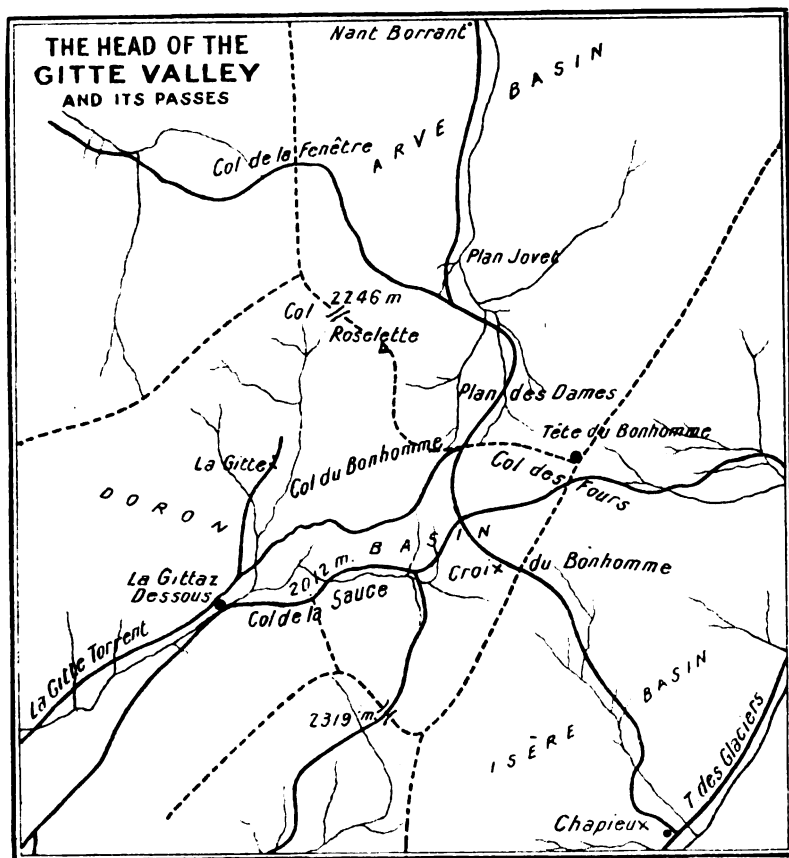 THE HEAD OF THE
GITTE VALLEY
AND ITS PASSES
Nant Borrant
ARVE BASIN
Col de la Fenêtre
Plan Jovet
2246 m
Col
Roselette
Plan des Dames
Tête du Bonhomme
La Gitte
Col du Bonhomme
Col des Fours
DORON BASIN
La Gittaz
Dessous
2012 m.
Croix du Bonhomme
Col de la Sauce
La Gitte Torrent
2319 m.
ISÈRE BASIN
T des Glaciers
Chapieux